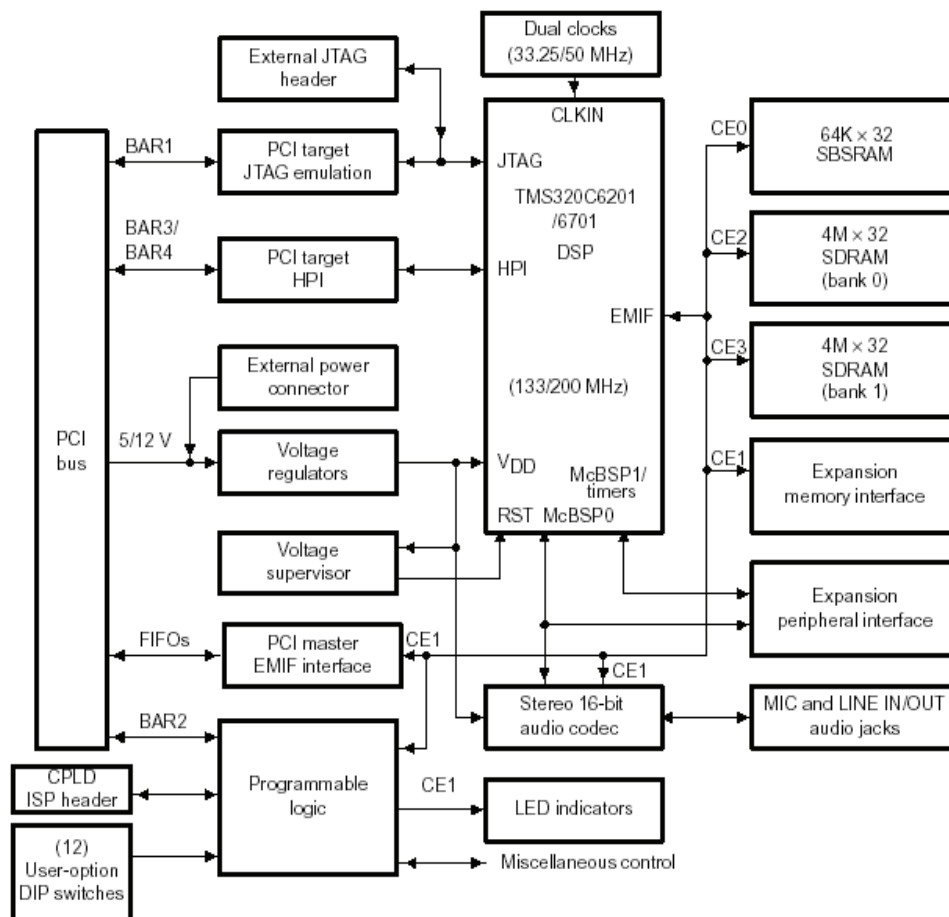 Dual clocks
(33.25/50 MHz)
External JTAG
header
CLKIN
CE0
64K × 32
SBSRAM
BAR1
PCI target
JTAG emulation
JTAG
TMS320C6201
/6701
DSP
BAR3/
BAR4
PCI target
HPI
HPI
CE2
4M × 32
SDRAM
(bank 0)
EMIF
CE3
4M × 32
SDRAM
(bank 1)
External power
connector
(133/200 MHz)
PCI
bus
5/12 V
Voltage
regulators
VDD
McBSP1/
timers
CE1
Expansion
memory interface
RST McBSP0
Voltage
supervisor
Expansion
peripheral interface
FIFOs
PCI master
EMIF interface
CE1
CE1
Stereo 16-bit
audio codec
MIC and LINE IN/OUT
audio jacks
BAR2
Programmable
logic
CPLD
ISP header
CE1
LED indicators
(12)
User-option
DIP switches
Miscellaneous control